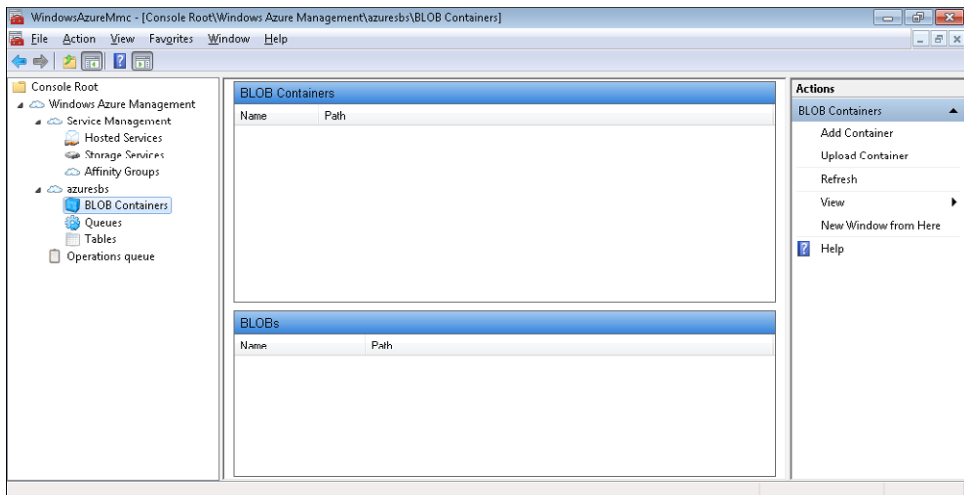 WindowsAzureMmc - [Console Root\Windows Azure Management\azuresbs\BLOB Containers]
File Action View Favorites Window Help
Console Root
Windows Azure Management
Service Management
Hosted Services
Storage Services
Affinity Groups
azuresbs
BLOB Containers
Queues
Tables
Operations queue
BLOB Containers
Name Path
BLOBs
Name Path
Actions
BLOB Containers
Add Container
Upload Container
Refresh
View
New Window from Here
Help